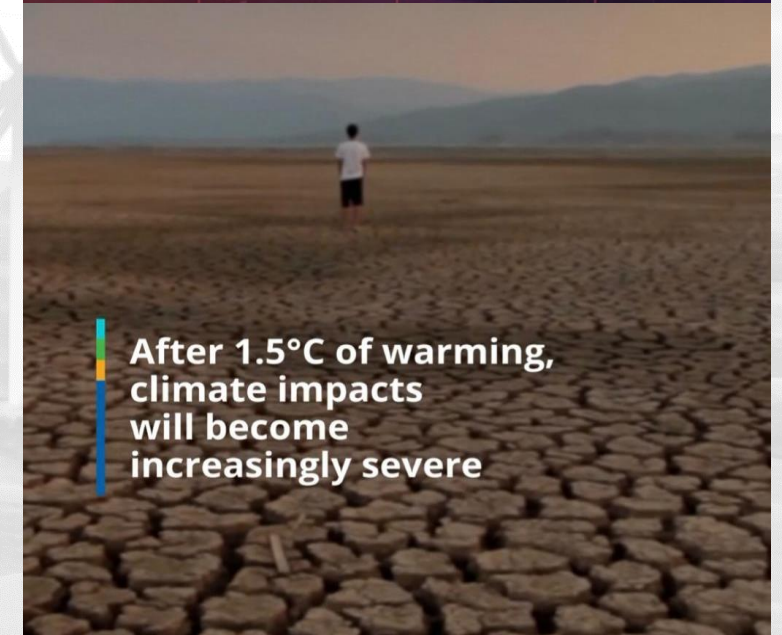 After 1.5°C of warming,
climate impacts
will become
increasingly severe